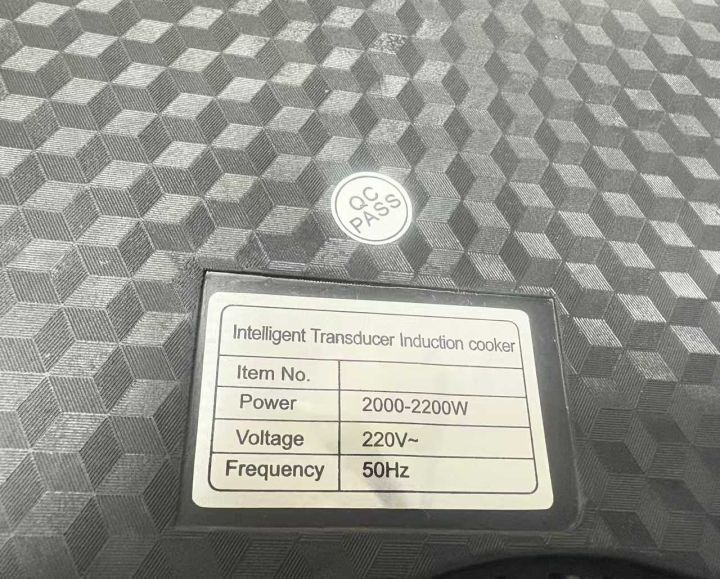 QC
PASS
Intelligent Transducer Induction cooker
Item No.
Power 2000-2200W
Voltage 220V~
Frequency 50Hz